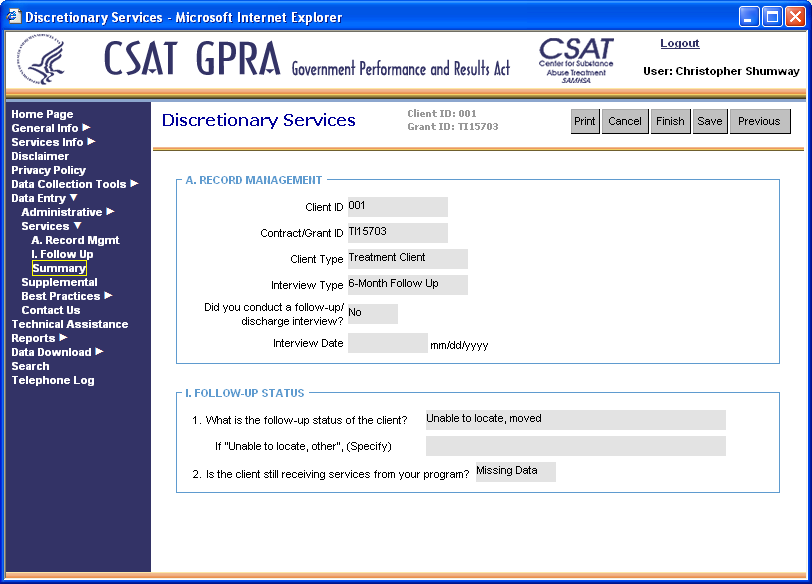 Discretionary Services - Microsoft Internet Explorer
CSAT GPRA Government Performance and Results Act
CSAT
Center for Substance
Abuse Treatment
SAMHSA
Logout
User: Christopher Shumway
Home Page
General Info
Services Info
Disclaimer
Privacy Policy
Data Collection Tools
Data Entry
Administrative
Services
A. Record Mgmt
I. Follow Up
Summary
Supplemental
Best Practices
Contact Us
Technical Assistance
Reports
Data Download
Search
Telephone Log
Discretionary Services
Client ID: 001
Grant ID: TI15703
Print Cancel Finish Save Previous
A. RECORD MANAGEMENT
Client ID 001
Contract/Grant ID TI15703
Client Type Treatment Client
Interview Type 6-Month Follow Up
Did you conduct a follow-up/
discharge interview? No
Interview Date mm/dd/yyyy
I. FOLLOW-UP STATUS
1. What is the follow-up status of the client? Unable to locate, moved
If "Unable to locate, other", (Specify)
2. Is the client still receiving services from your program? Missing Data